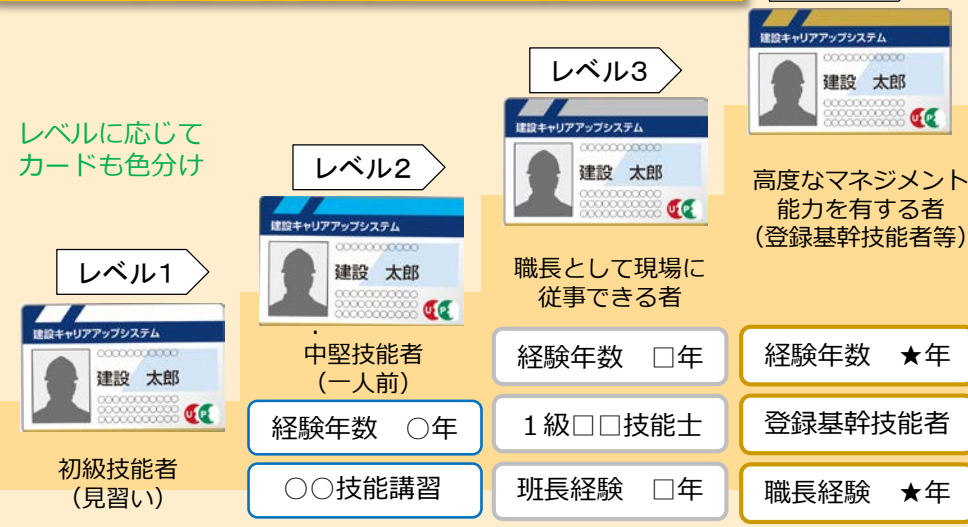 レベルに応じて
カードも色分け
レベル1
建設キャリアアップシステム
○○○○○○○○○○○
建設 太郎
初級技能者
（見習い）
レベル2
建設キャリアアップシステム
○○○○○○○○○○○
建設 太郎
中堅技能者
（一人前）
経験年数 ○年
○○技能講習
レベル3
建設キャリアアップシステム
○○○○○○○○○○○
建設 太郎
職長として現場に
従事できる者
経験年数 □年
１級□□技能士
班長経験 □年
建設キャリアアップシステム
○○○○○○○○○○○
建設 太郎
高度なマネジメント
能力を有する者
（登録基幹技能者等）
経験年数 ★年
登録基幹技能者
職長経験 ★年